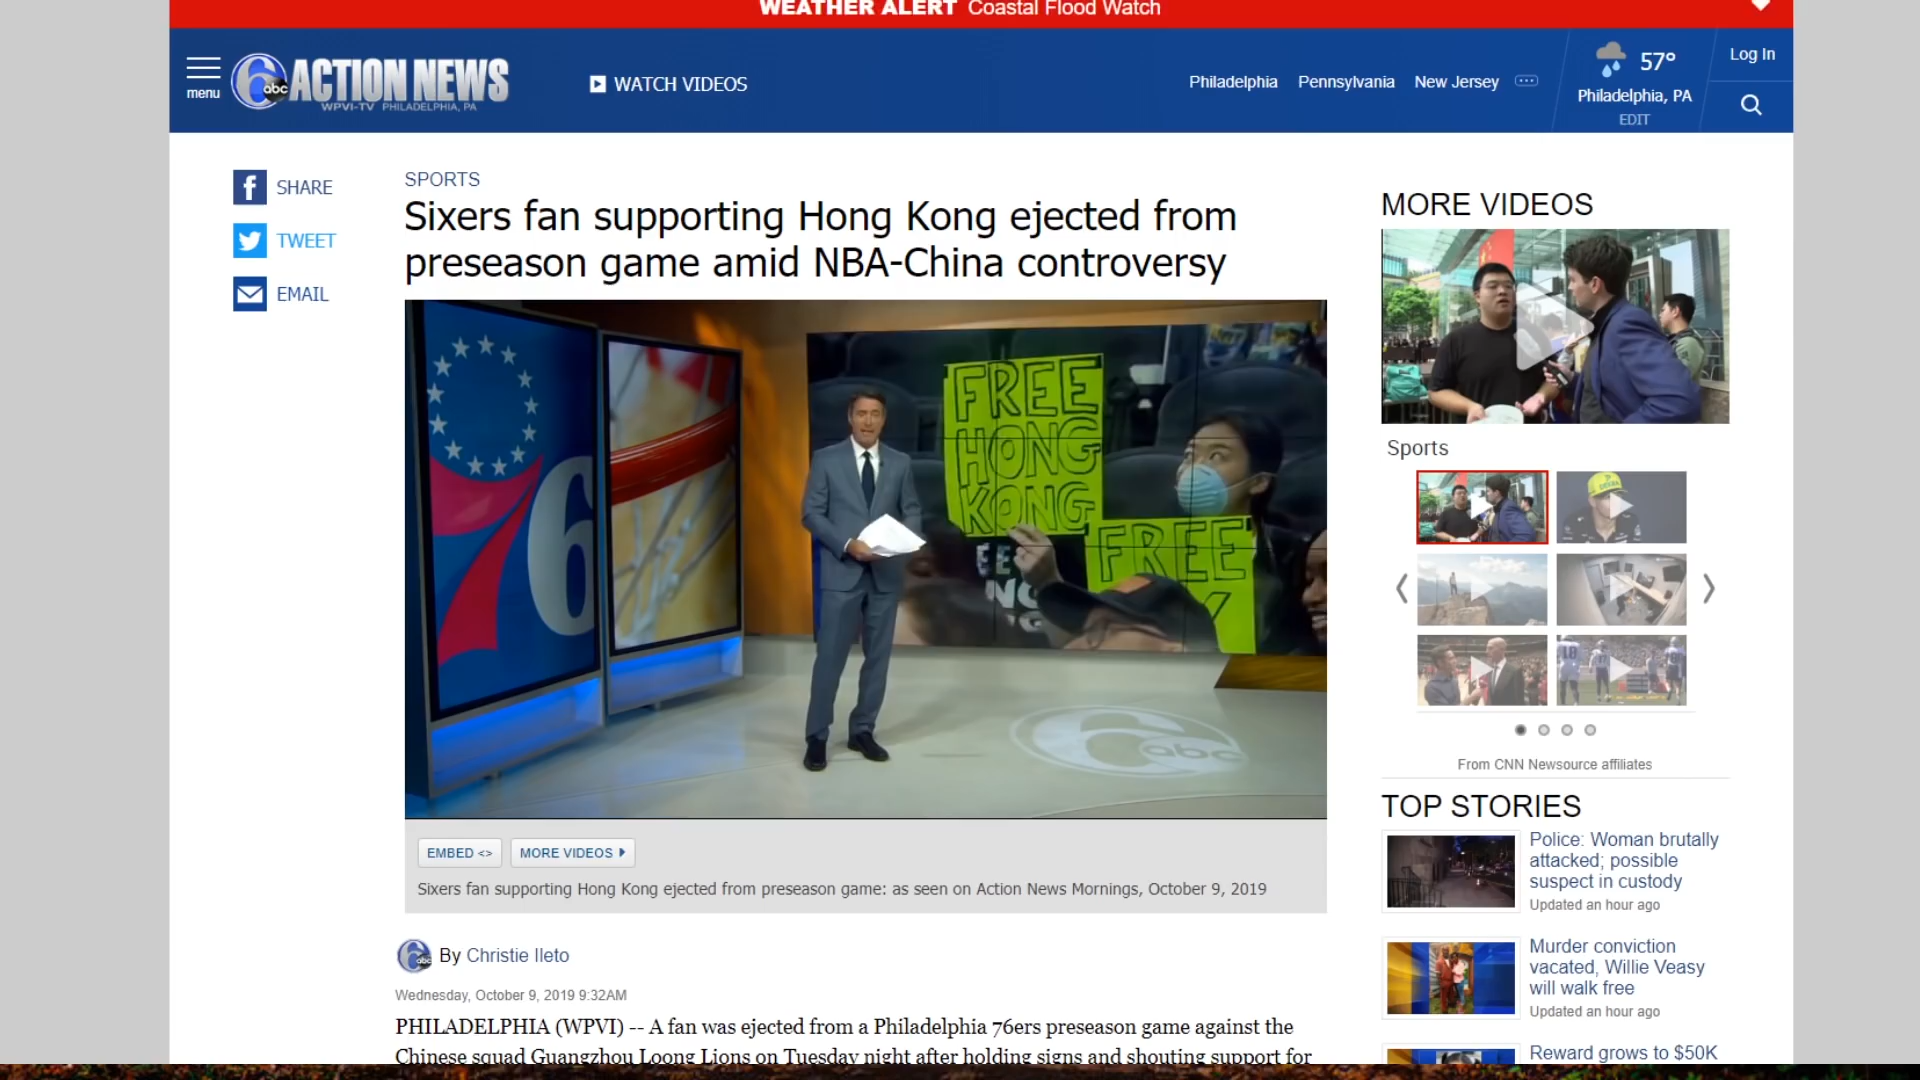 WEATHER ALERT Coastal Flood Watch
menu
6 abc ACTION NEWS
WPVI-TV PHILADELPHIA, PA
WATCH VIDEOS
Philadelphia Pennsylvania New Jersey
57°
Philadelphia, PA
EDIT
Log In
SHARE
TWEET
EMAIL
SPORTS
Sixers fan supporting Hong Kong ejected from
preseason game amid NBA-China controversy
76
FREE
HONG
KONG
FREE
6 abc
EMBED <>
MORE VIDEOS
Sixers fan supporting Hong Kong ejected from preseason game: as seen on Action News Mornings, October 9, 2019
By Christie Ileto
Wednesday, October 9, 2019 9:32AM
PHILADELPHIA (WPVI) -- A fan was ejected from a Philadelphia 76ers preseason game against the
Chinese squad Guangzhou Loong Lions on Tuesday night after holding signs and shouting support for
MORE VIDEOS
Sports
From CNN Newsource affiliates
TOP STORIES
Police: Woman brutally
attacked; possible
suspect in custody
Updated an hour ago
Murder conviction
vacated, Willie Veasy
will walk free
Updated an hour ago
Reward grows to $50K